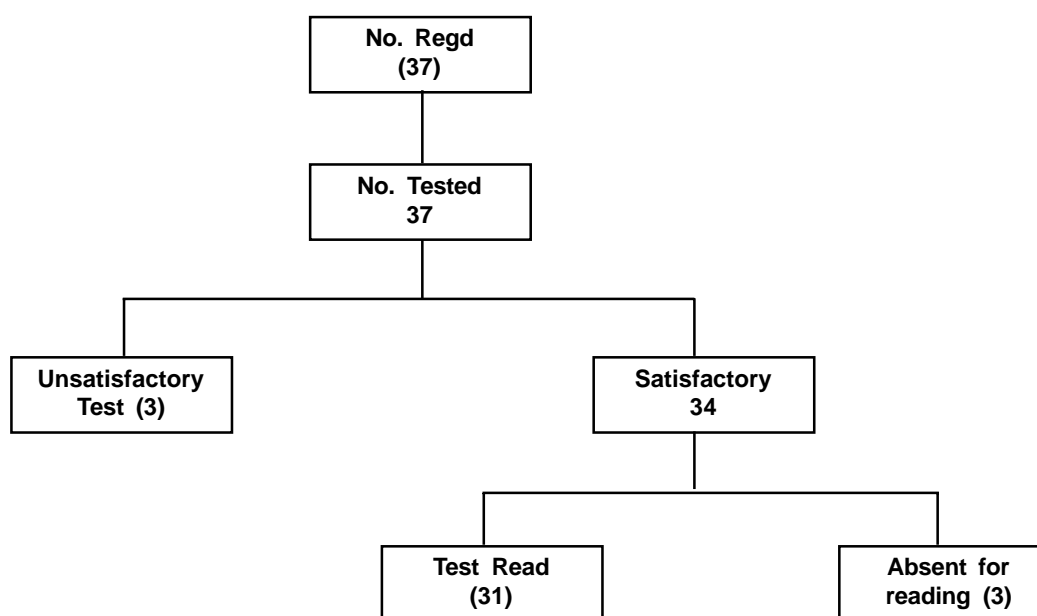 No. Regd
(37)
No. Tested
37
Unsatisfactory
Test (3)
Satisfactory
34
Test Read
(31)
Absent for
reading (3)